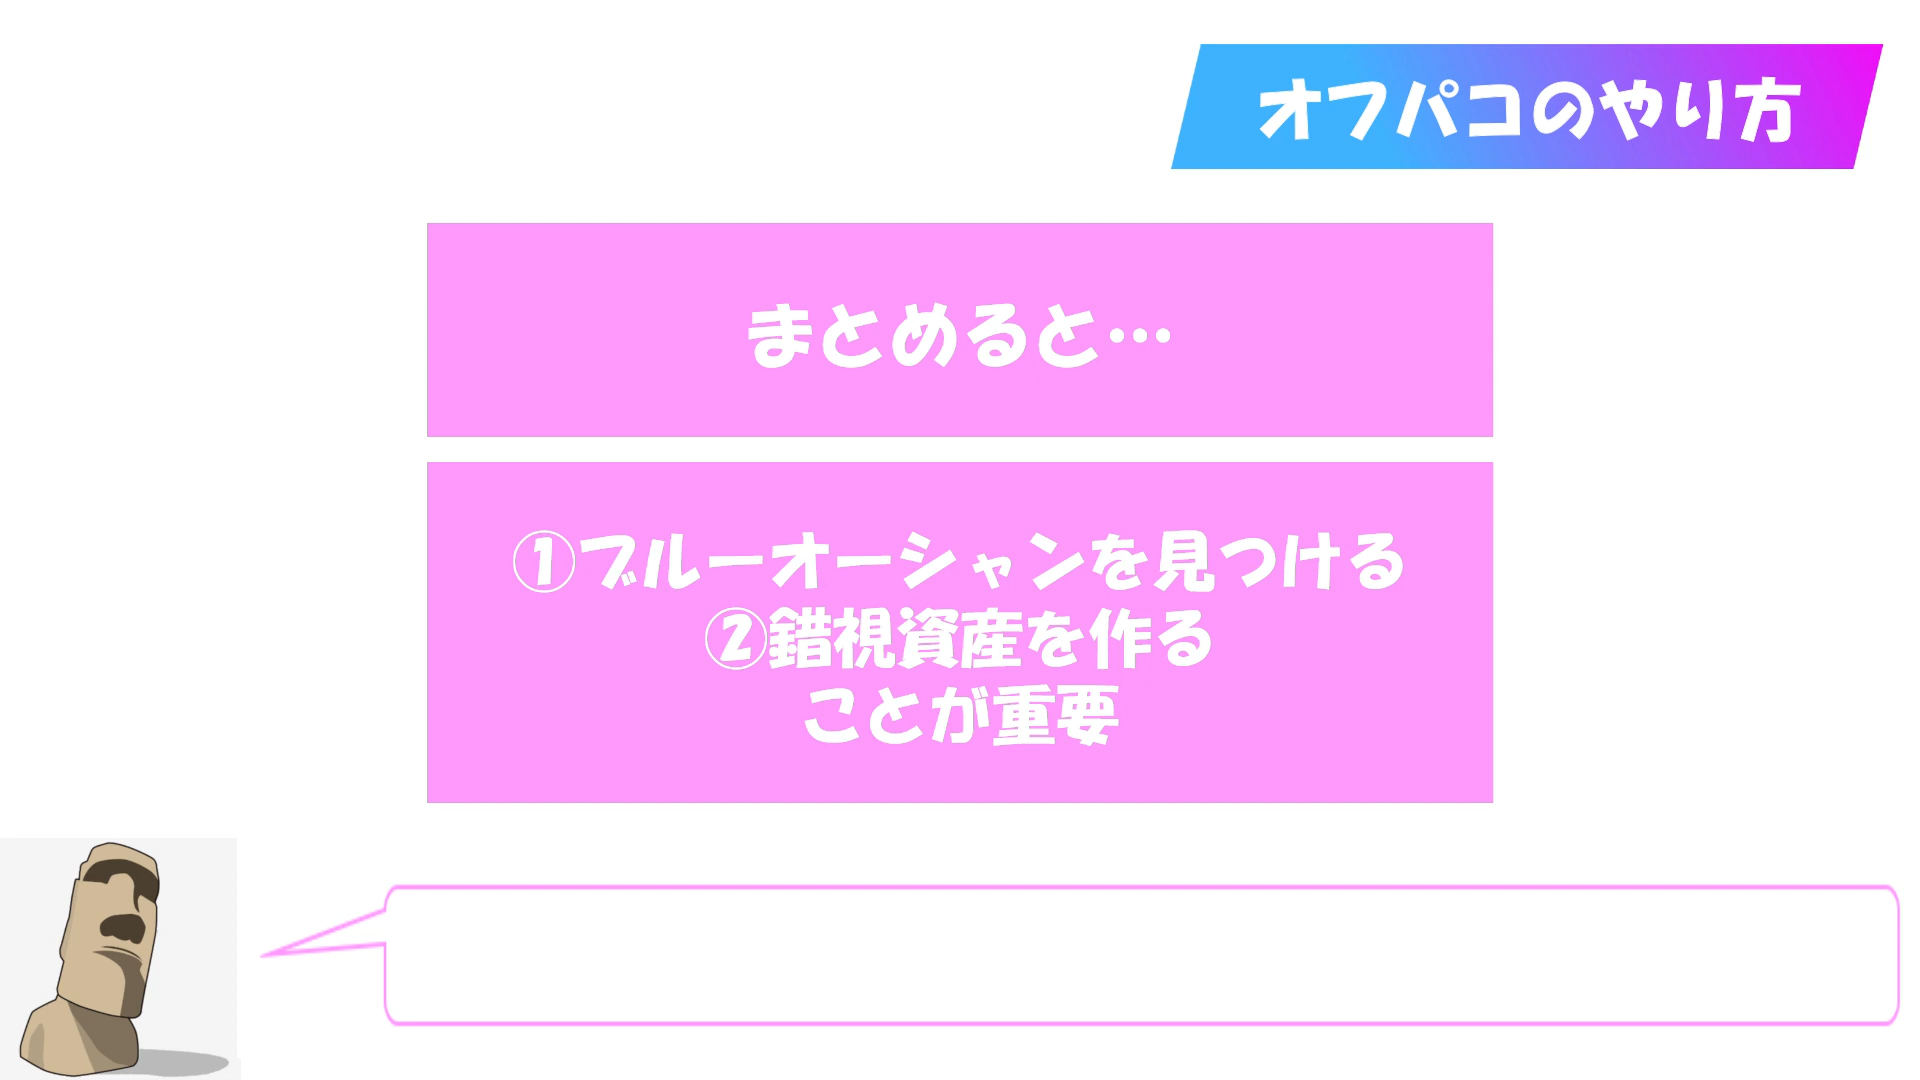 オフパコのやり方
まとめると…
①ブルーオーシャンを見つける
②錯視資産を作る
ことが重要